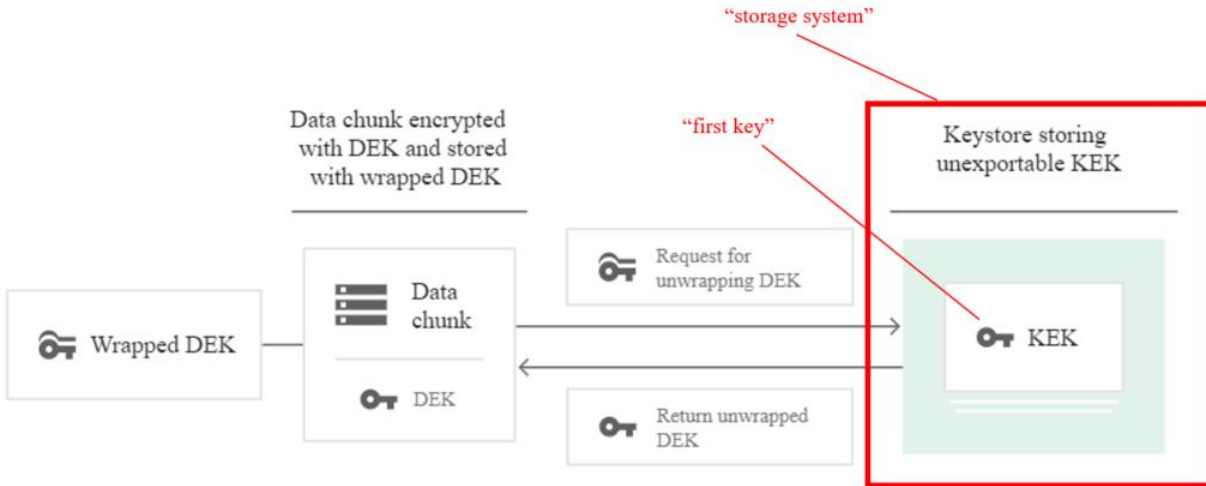 “storage system”
“first key”
Data chunk encrypted
with DEK and stored
with wrapped DEK
Keystore storing
unexportable KEK
Wrapped DEK
Data
chunk
DEK
Request for
unwrapping DEK
Return unwrapped
DEK
KEK